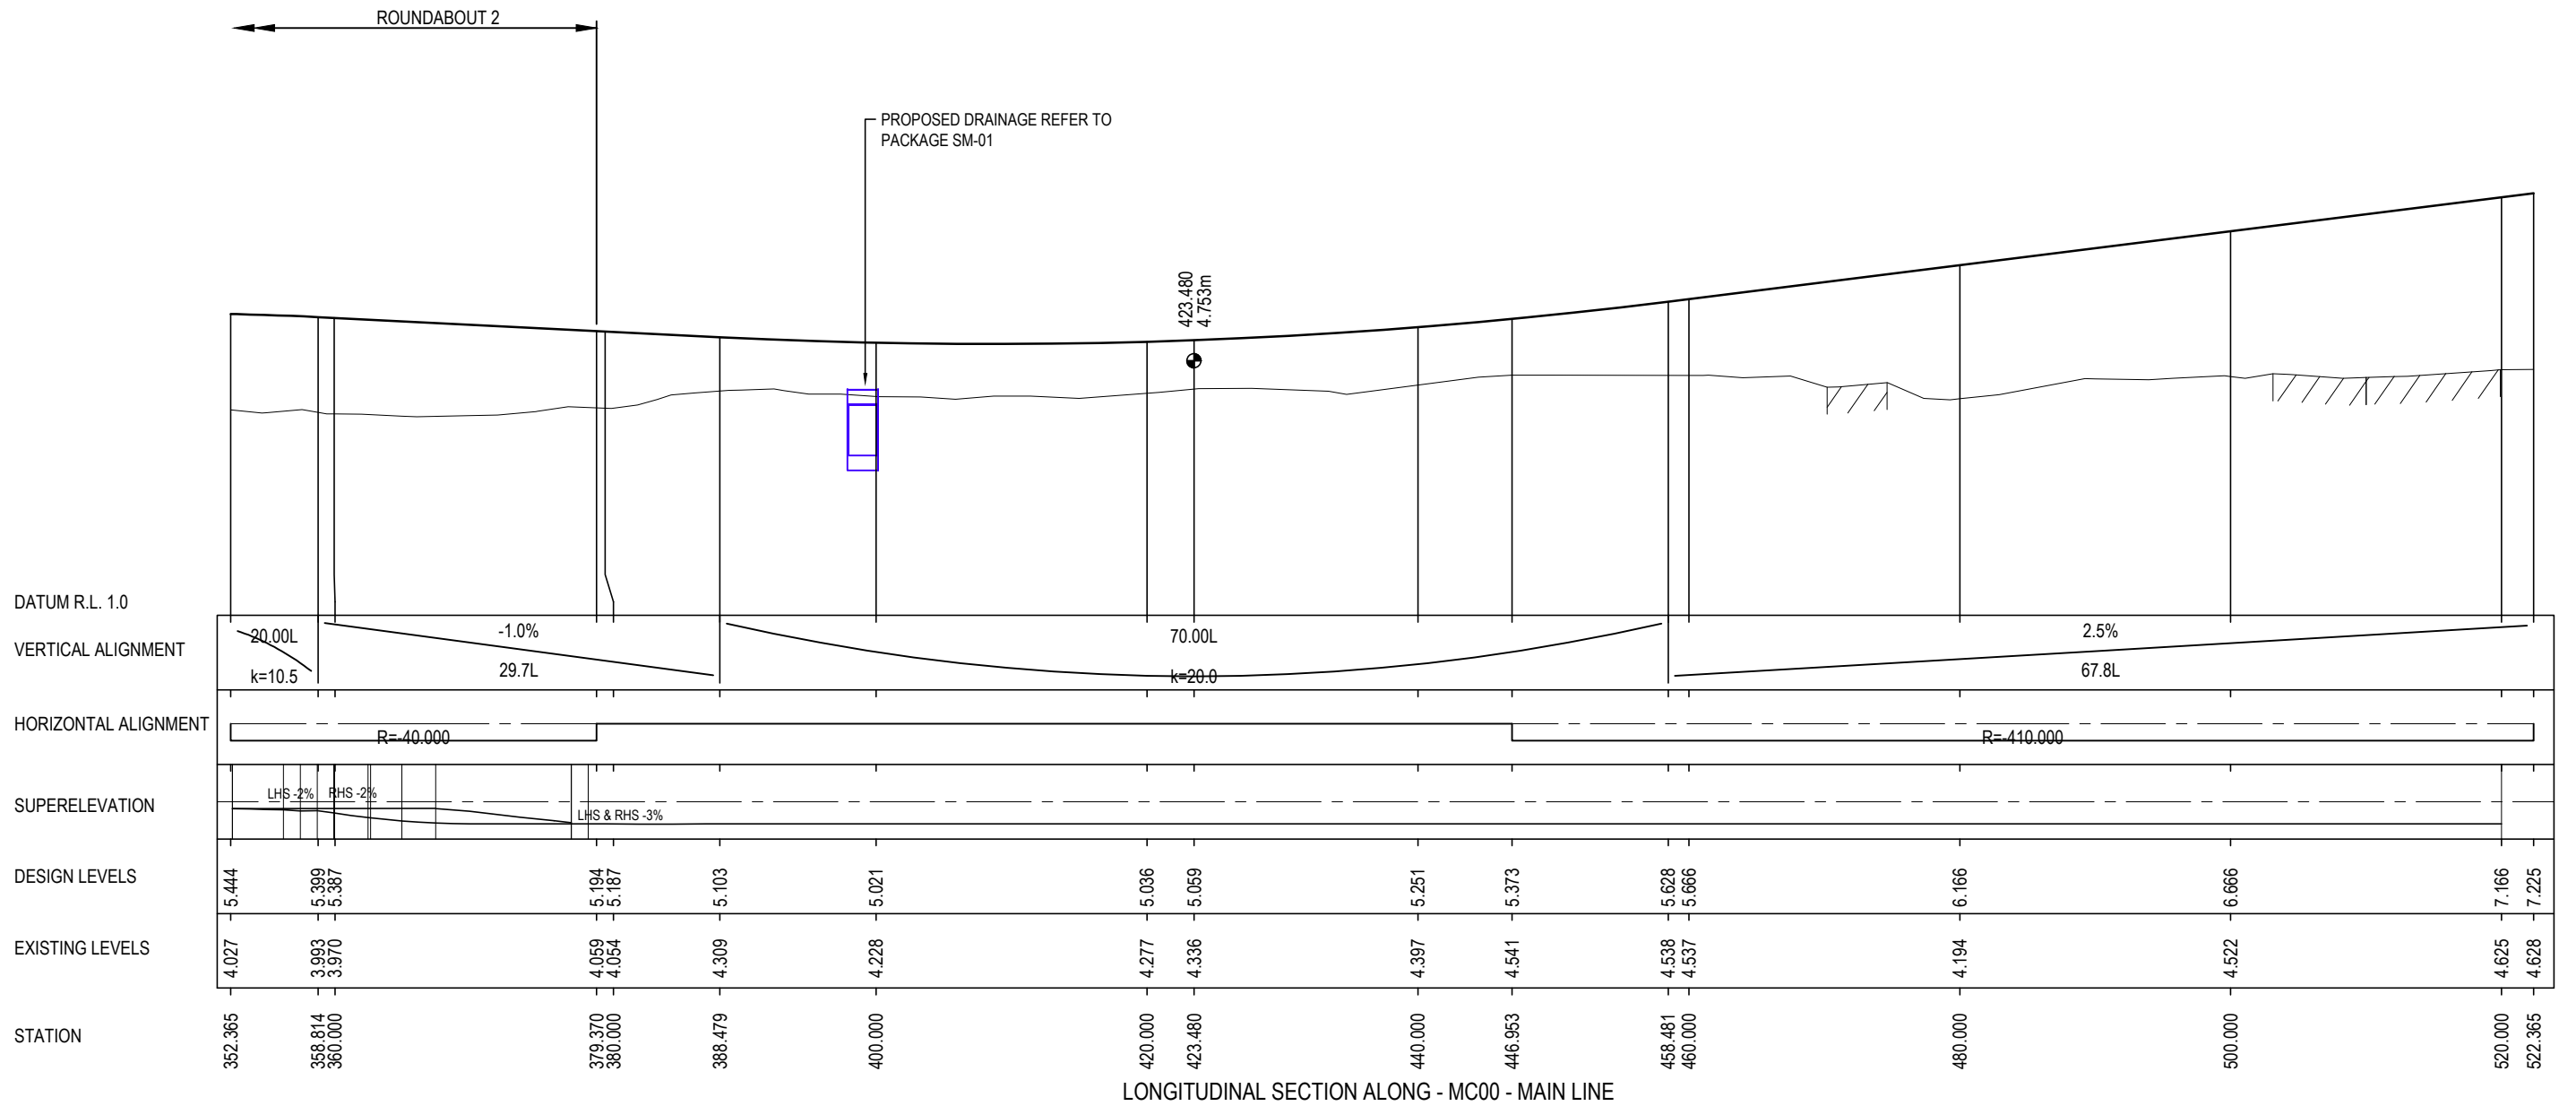 ROUNDABOUT 2
PROPOSED DRAINAGE REFER TO
PACKAGE SM-01
423.480
4.753m
DATUM R.L. 1.0
VERTICAL ALIGNMENT
20.00L
k=10.5
-1.0%
29.7L
70.00L
k=20.0
2.5%
67.8L
HORIZONTAL ALIGNMENT
R=-40.000
R=-410.000
SUPERELEVATION
LHS -2%
RHS -2%
LHS & RHS -3%
DESIGN LEVELS
5.444
5.399
5.387
5.194
5.187
5.103
5.021
5.036
5.059
5.251
5.373
5.628
5.666
6.166
6.666
7.166
7.225
EXISTING LEVELS
4.027
3.993
3.970
4.059
4.054
4.309
4.228
4.277
4.336
4.397
4.541
4.538
4.537
4.194
4.522
4.625
4.628
STATION
352.365
358.814
360.000
379.370
380.000
388.479
400.000
420.000
423.480
440.000
446.953
458.481
460.000
480.000
500.000
520.000
522.365
LONGITUDINAL SECTION ALONG - MC00 - MAIN LINE